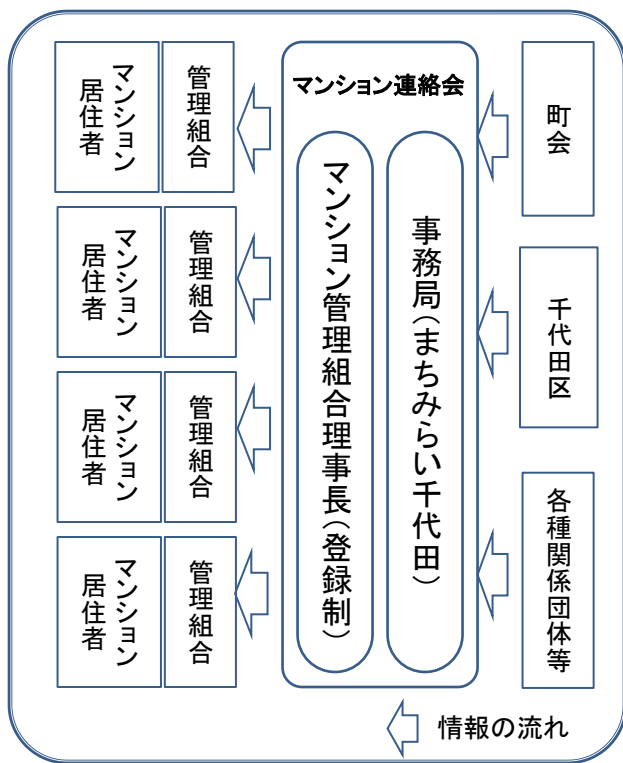 マンション連絡会
町会
千代田区
各種関係団体等
事務局（まちみらい千代田）
マンション管理組合理事長（登録制）
管理組合
マンション
居住者
管理組合
マンション
居住者
管理組合
マンション
居住者
管理組合
マンション
居住者
情報の流れ